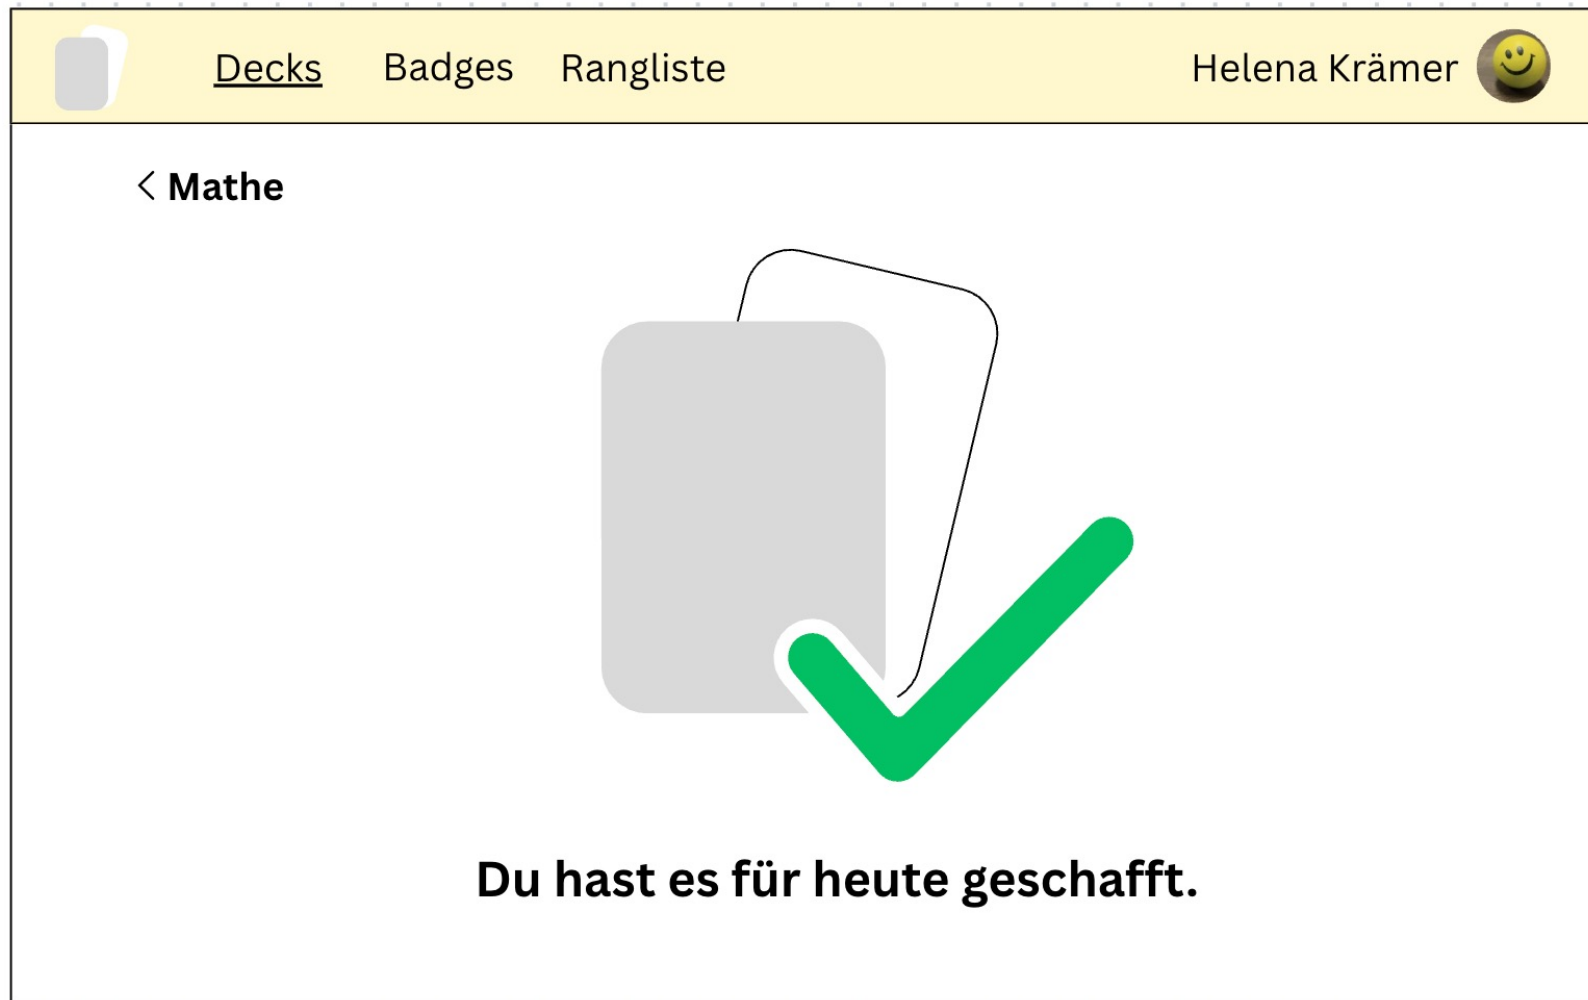 Decks Badges Rangliste Helena Krämer
< Mathe
Du hast es für heute geschafft.